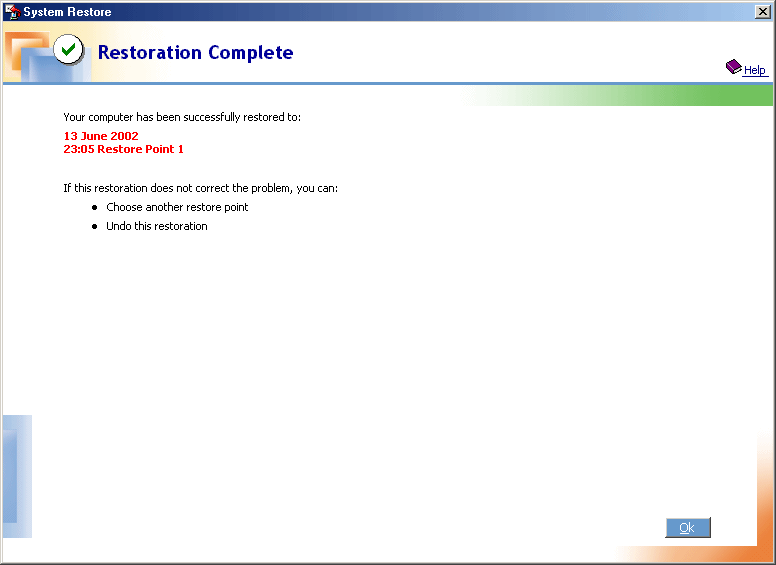 System Restore
Restoration Complete
Help
Your computer has been successfully restored to:
13 June 2002
23:05 Restore Point 1
If this restoration does not correct the problem, you can:
Choose another restore point
Undo this restoration
Ok